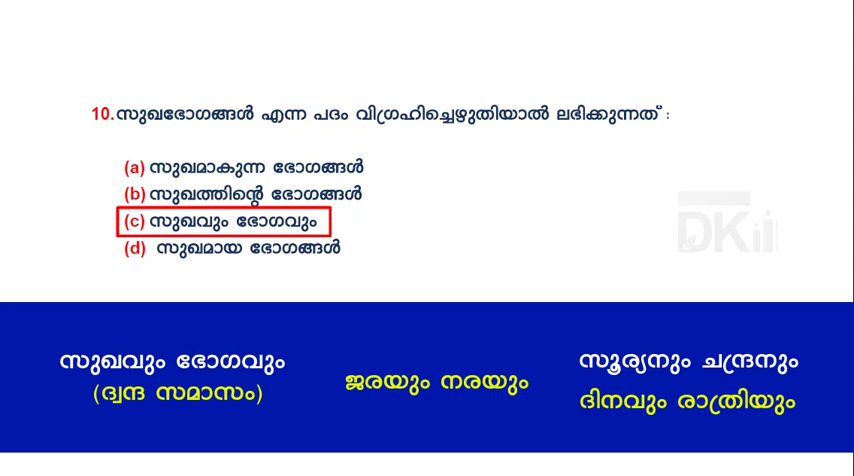 10. സുഖഭോഗങ്ങൾ എന്ന പദം വിഗ്രഹിച്ചെഴുതിയാൽ ലഭിക്കുന്നത് :
(a) സുഖമാകുന്ന ഭോഗങ്ങൾ
(b) സുഖത്തിന്റെ ഭോഗങ്ങൾ
(c) സുഖവും ഭോഗവും
(d) സുഖമായ ഭോഗങ്ങൾ
സുഖവും ഭോഗവും
(ദ്വന്ദ സമാസം)
ജരയും നരയും
സൂര്യനും ചന്ദ്രനും
ദിനവും രാത്രിയും